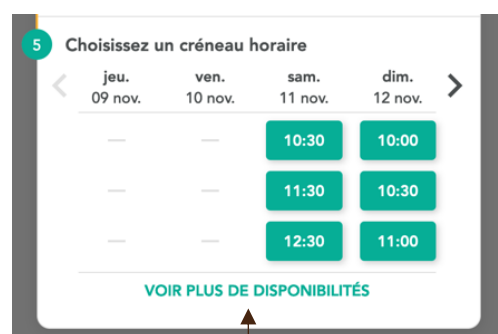 5 Choisissez un créneau horaire
jeu. ven. sam. dim.
09 nov. 10 nov. 11 nov. 12 nov.
— — 10:30 10:00
— — 11:30 10:30
— — 12:30 11:00
VOIR PLUS DE DISPONIBILITÉS